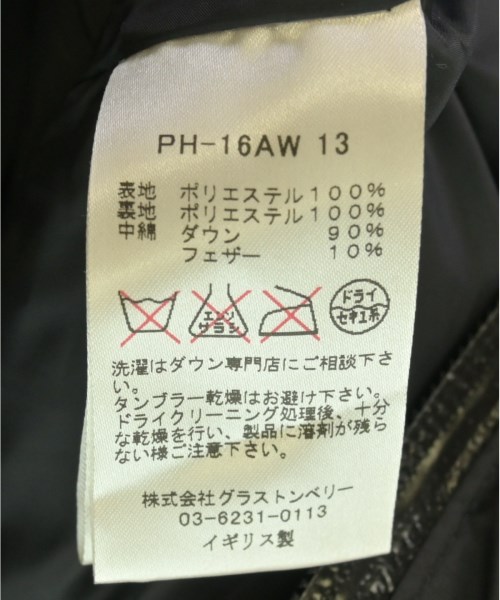 PH-16AW 13
表地 ポリエステル100%
裏地 ポリエステル100%
中綿 ダウン 90%
フェザー 10%
エンソ
サラシ
ドライ
セキユ系
洗濯はダウン専門店にご相談下さ
い。
タンブラー乾燥はお避け下さい。
ドライクリーニング処理後、十分
な乾燥を行い、製品に溶剤が残ら
ない様ご注意下さい。
株式会社グラストンベリー
03-6231-0113
イギリス製